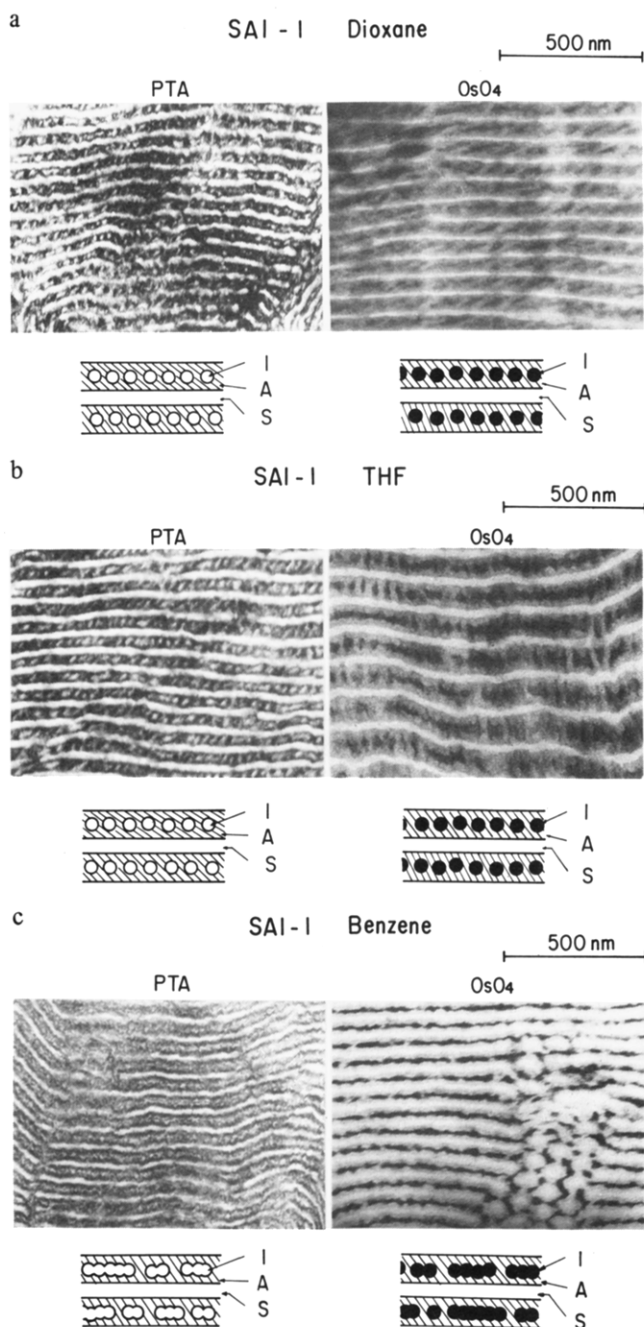 a
SAI-I Dioxane
500 nm
PTA
OsO4
I
A
S
I
A
S
b
SAI-I THF
500 nm
PTA
OsO4
I
A
S
I
A
S
c
SAI-I Benzene
500 nm
PTA
OsO4
I
A
S
I
A
S